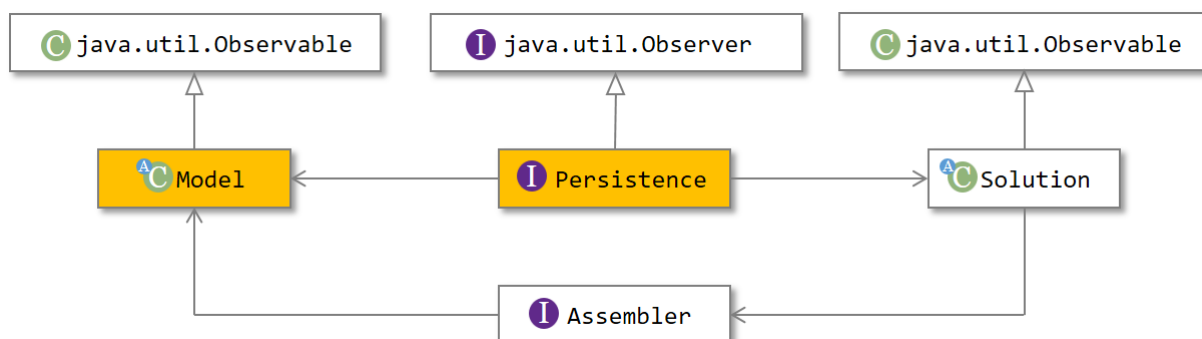 C java.util.Observable
I java.util.Observer
C java.util.Observable
A C Model
I Persistence
A C Solution
I Assembler